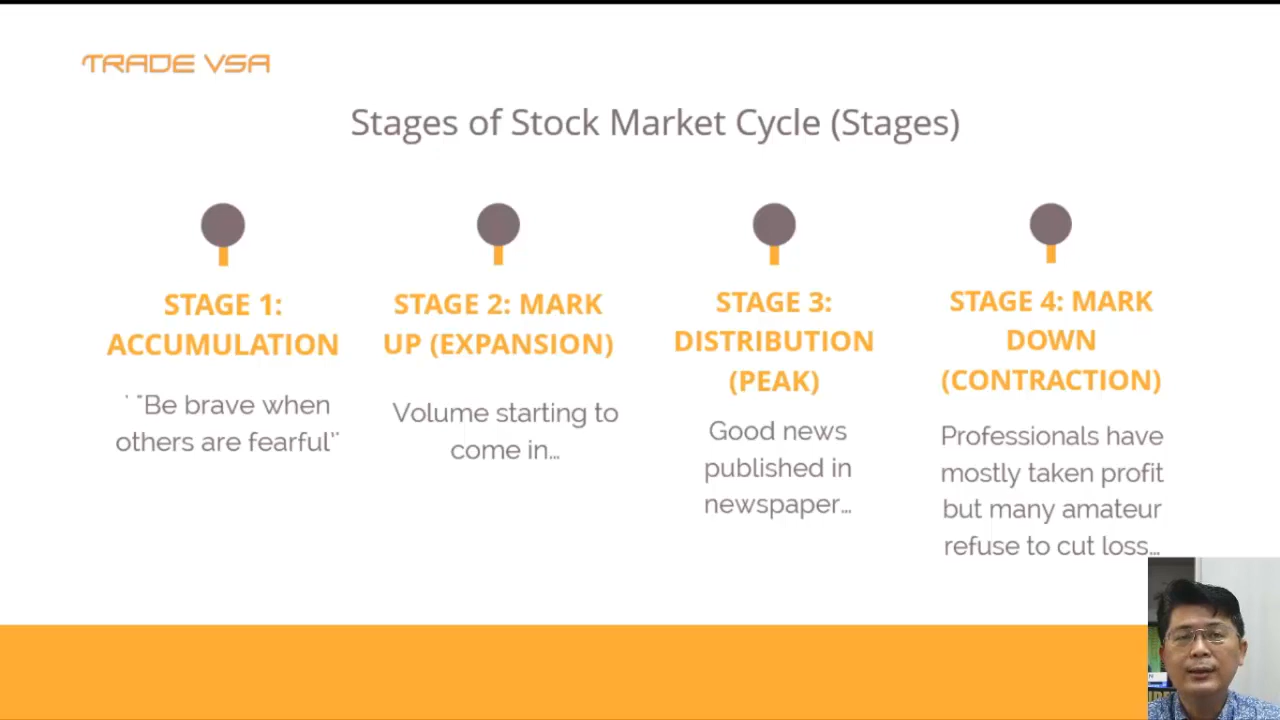 TRADE VSA
Stages of Stock Market Cycle (Stages)
STAGE 1:
ACCUMULATION
' "Be brave when
others are fearful"
STAGE 2: MARK
UP (EXPANSION)
Volume starting to
come in...
STAGE 3:
DISTRIBUTION
(PEAK)
Good news
published in
newspaper...
STAGE 4: MARK
DOWN
(CONTRACTION)
Professionals have
mostly taken profit
but many amateur
refuse to cut loss...